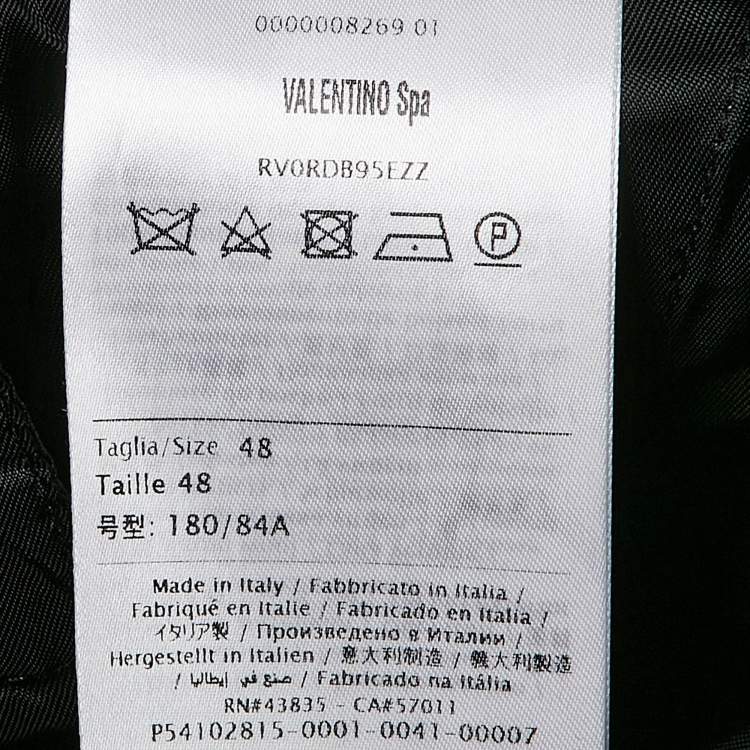 0000008269 01
VALENTINO Spa
RV0RDB95EZZ
Taglia/Size 48
Taille 48
号型: 180/84A
Made in Italy / Fabbricato in Italia /
Fabriqué en Italie / Fabricado en Italia /
イタリア製 / Произведено в Италии /
Hergestellt in Italien / 意大利制造 / 義大利製造
/ صنع في إيطاليا / Fabricado na Itália
RN#43835 - CA#57011
P54102815-0001-0041-00007